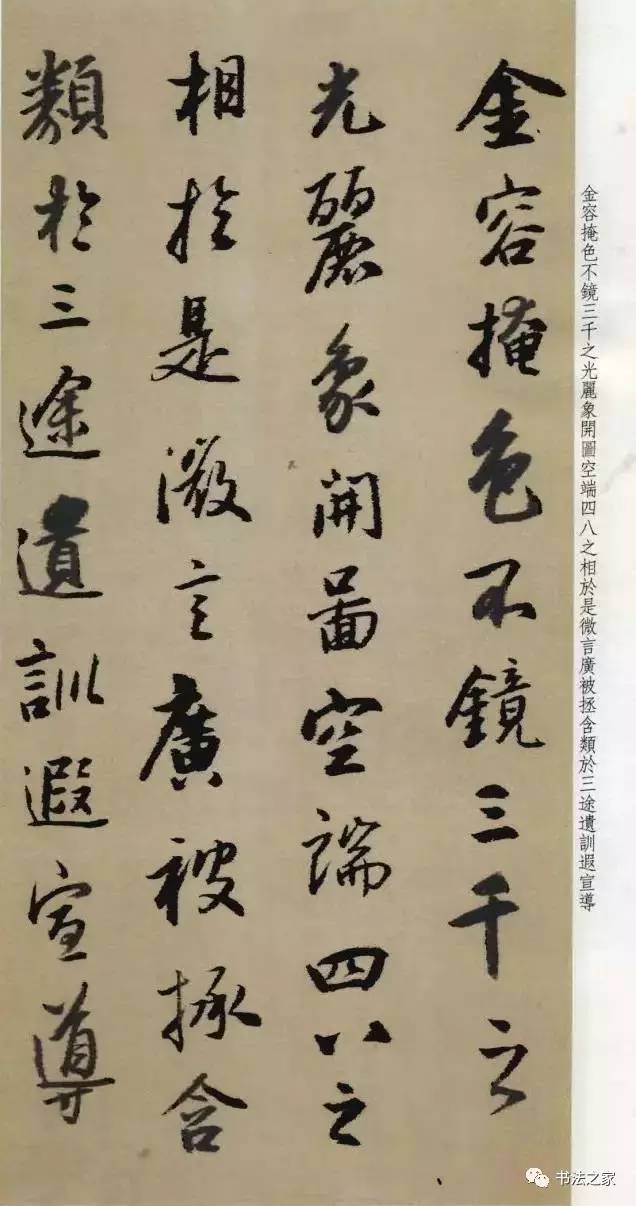 金容掩色不鏡三千之
光麗象開圖空端四八之
相於是微言廣被拯含
類於三途遺訓遐宣導
金容掩色不鏡三千之光麗象開圖空端四八之相於是微言廣被拯含類於三途遺訓遐宣導
书法之家